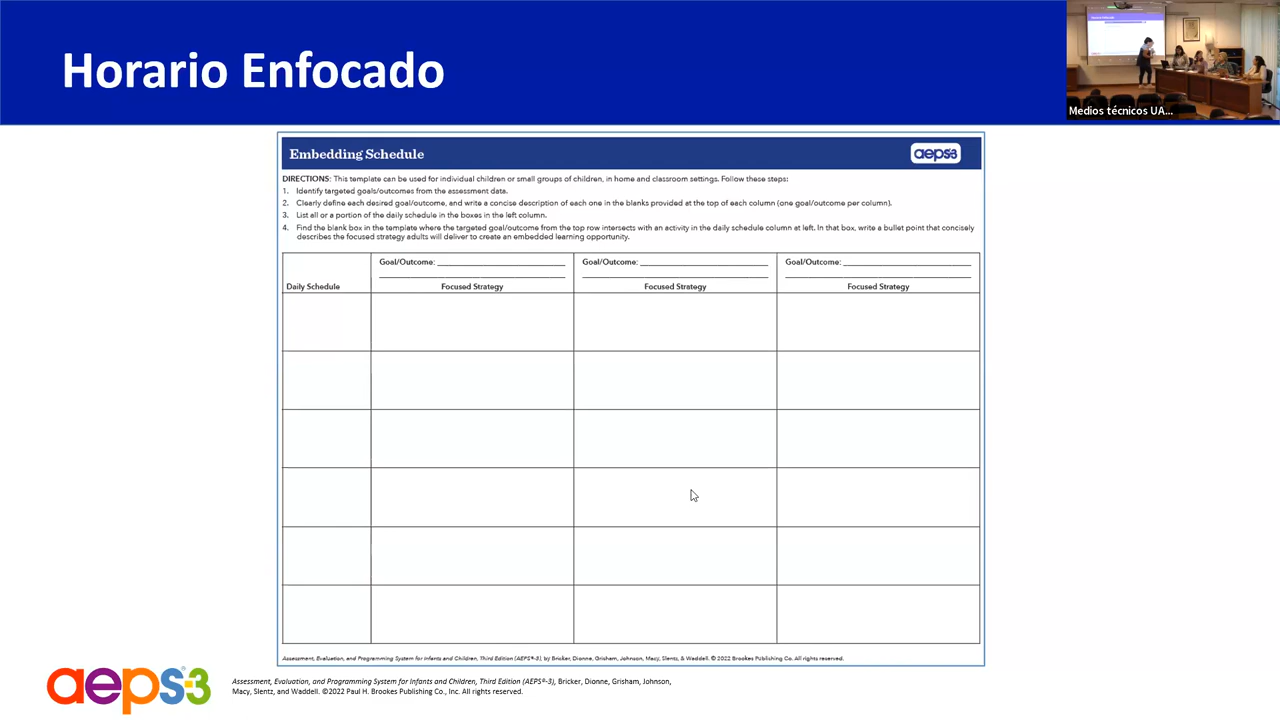 Horario Enfocado
Medios técnicos UA...
Embedding Schedule
aeps-3
DIRECTIONS: This template can be used for individual children or small groups of children, in home and classroom settings. Follow these steps:
1. Identify targeted goals/outcomes from the assessment data.
2. Clearly define each desired goal/outcome, and write a concise description of each one in the blanks provided at the top of each column (one goal/outcome per column).
3. List all or a portion of the daily schedule in the boxes in the left column.
4. Find the blank box in the template where the targeted goal/outcome from the top row intersects with an activity in the daily schedule column at left. In that box, write a bullet point that concisely
describes the focused strategy adults will deliver to create an embedded learning opportunity.
Goal/Outcome: Goal/Outcome: Goal/Outcome:
Daily Schedule Focused Strategy Focused Strategy Focused Strategy
Assessment, Evaluation, and Programming System for Infants and Children, Third Edition (AEPS®-3), by Bricker, Dionne, Grisham, Johnson, Macy, Slentz, & Waddell. © 2022 Brookes Publishing Co. All rights reserved.
aeps®-3
Assessment, Evaluation, and Programming System for Infants and Children, Third Edition (AEPS®-3), Bricker, Dionne, Grisham, Johnson,
Macy, Slentz, and Waddell. ©2022 Paul H. Brookes Publishing Co., Inc. All rights reserved.